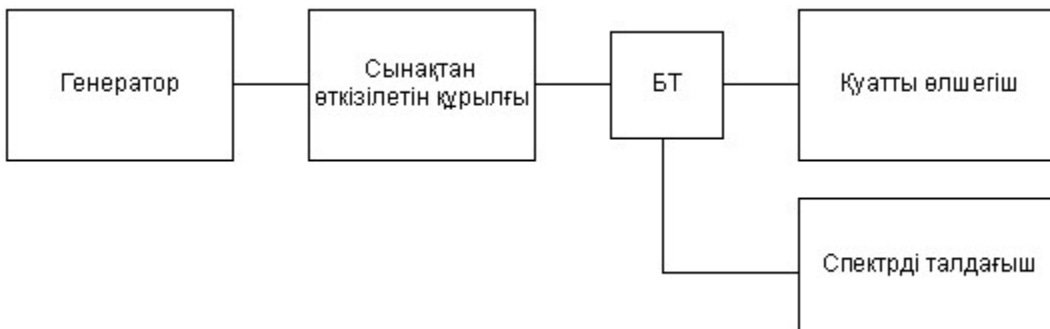 Генератор
Сынақтан
өткізілетін құрылғы
БТ
Қуатты өлшегіш
Спектрді талдағыш